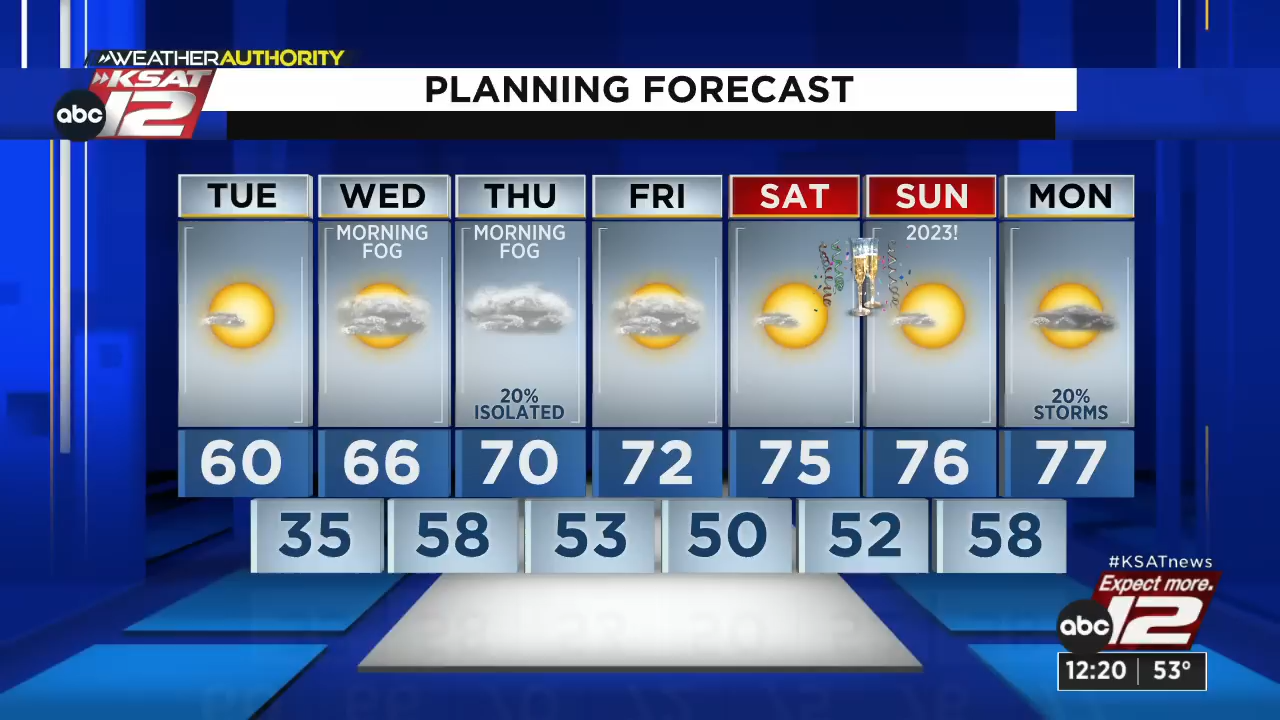 WEATHERAUTHORITY
KSAT
abc 12
PLANNING FORECAST
TUE WED THU FRI SAT SUN MON
MORNING FOG
MORNING FOG
2023!
20% ISOLATED
20% STORMS
60 66 70 72 75 76 77
35 58 53 50 52 58
#KSATnews
Expect more.
abc 12
12:20 53°